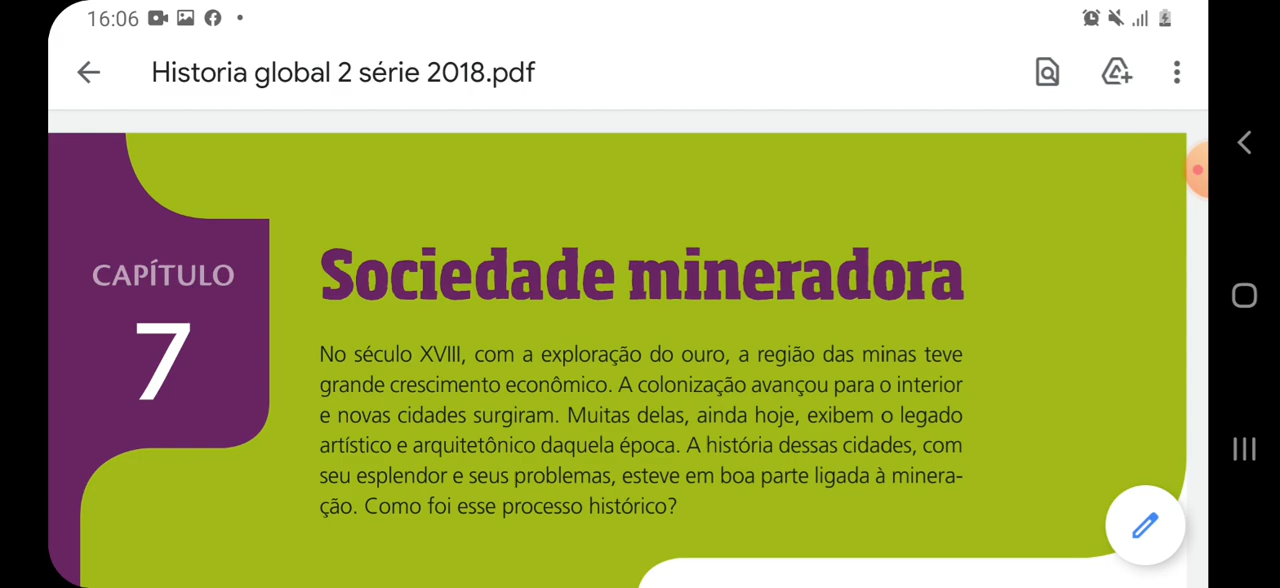 16:06
Historia global 2 série 2018.pdf
CAPÍTULO
7
Sociedade mineradora
No século XVIII, com a exploração do ouro, a região das minas teve
grande crescimento econômico. A colonização avançou para o interior
e novas cidades surgiram. Muitas delas, ainda hoje, exibem o legado
artístico e arquitetônico daquela época. A história dessas cidades, com
seu esplendor e seus problemas, esteve em boa parte ligada à minera-
ção. Como foi esse processo histórico?